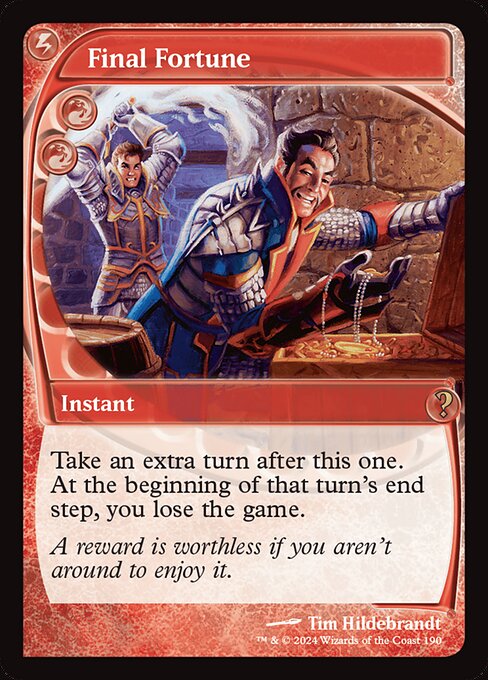 Final Fortune
Instant
?
Take an extra turn after this one.
At the beginning of that turn's end
step, you lose the game.
A reward is worthless if you aren't
around to enjoy it.
Tim Hildebrandt
™ & © 2024 Wizards of the Coast 190